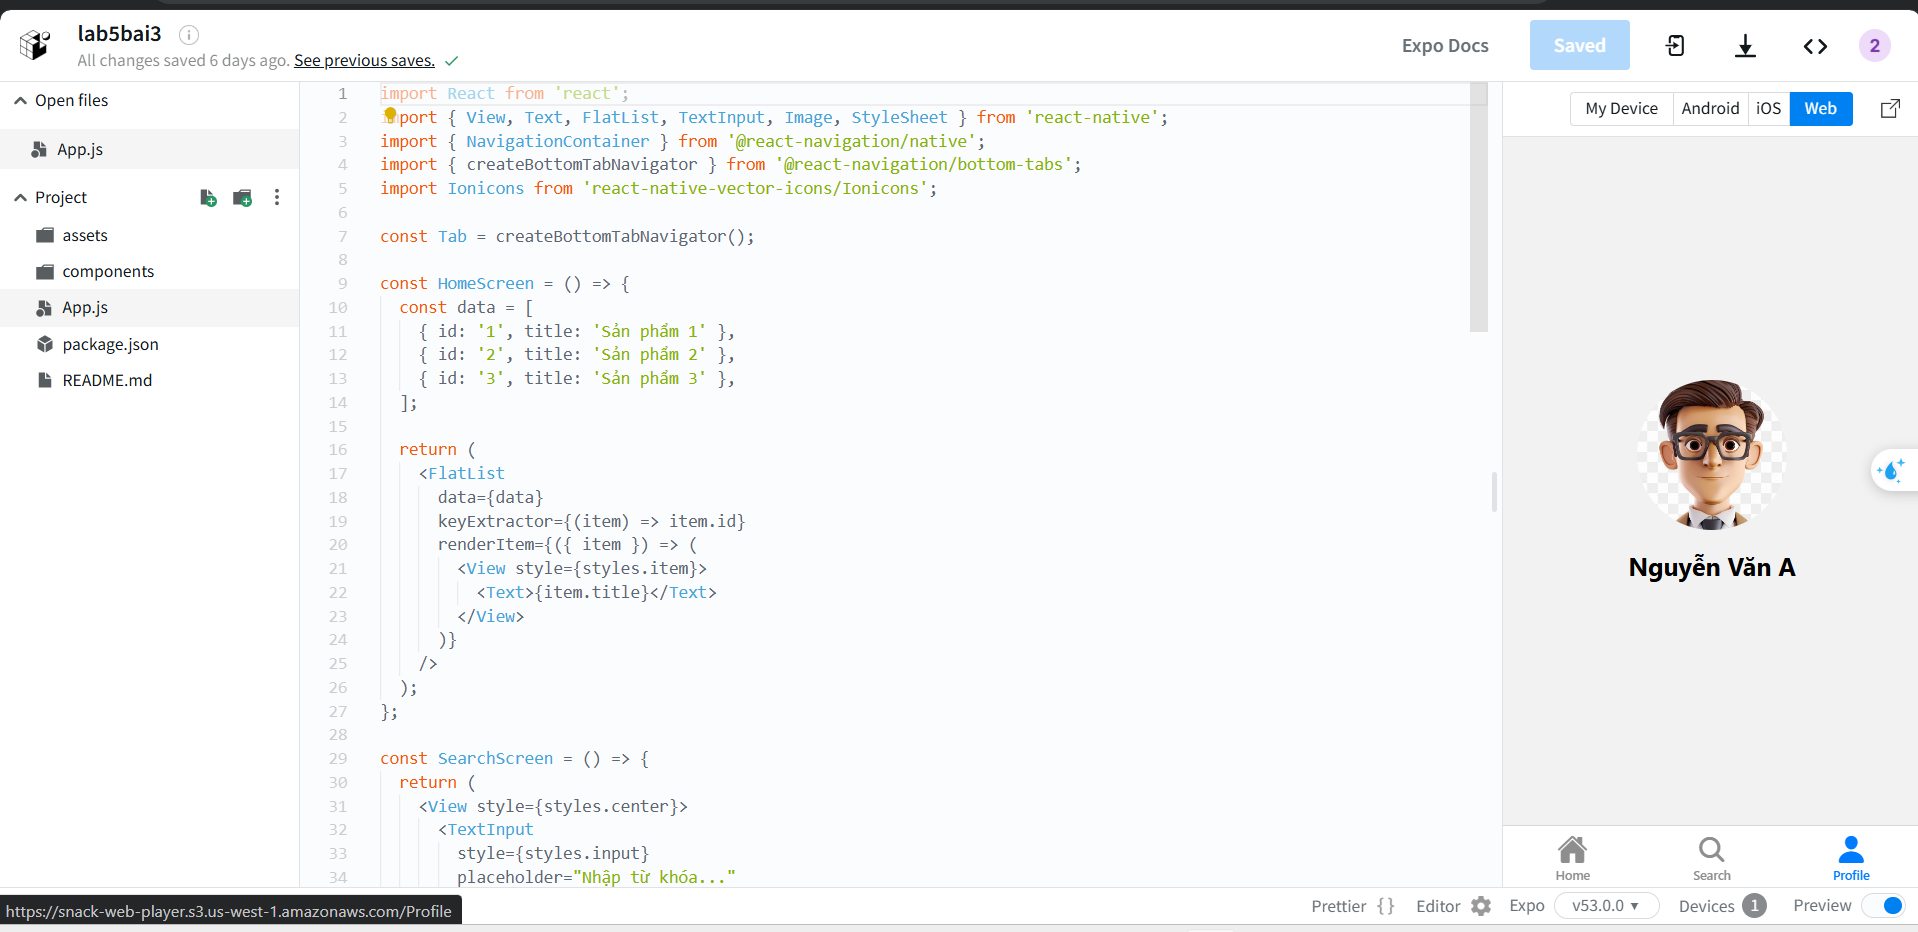 lab5bai3
All changes saved 6 days ago. See previous saves.
Expo Docs
Saved
2
Open files
App.js
Project
assets
components
App.js
package.json
README.md
1 import React from 'react';
2 import { View, Text, FlatList, TextInput, Image, StyleSheet } from 'react-native';
3 import { NavigationContainer } from '@react-navigation/native';
4 import { createBottomTabNavigator } from '@react-navigation/bottom-tabs';
5 import Ionicons from 'react-native-vector-icons/Ionicons';
6
7 const Tab = createBottomTabNavigator();
8
9 const HomeScreen = () => {
10 const data = [
11 { id: '1', title: 'Sản phẩm 1' },
12 { id: '2', title: 'Sản phẩm 2' },
13 { id: '3', title: 'Sản phẩm 3' },
14 ];
15
16 return (
17 <FlatList
18 data={data}
19 keyExtractor={(item) => item.id}
20 renderItem={({ item }) => (
21 <View style={styles.item}>
22 <Text>{item.title}</Text>
23 </View>
24 )}
25 />
26 );
27 };
28
29 const SearchScreen = () => {
30 return (
31 <View style={styles.center}>
32 <TextInput
33 style={styles.input}
34 placeholder="Nhập từ khóa..."
My Device Android iOS Web
Nguyễn Văn A
Home Search Profile
https://snack-web-player.s3.us-west-1.amazonaws.com/Profile
Prettier { } Editor Expo v53.0.0 Devices 1 Preview